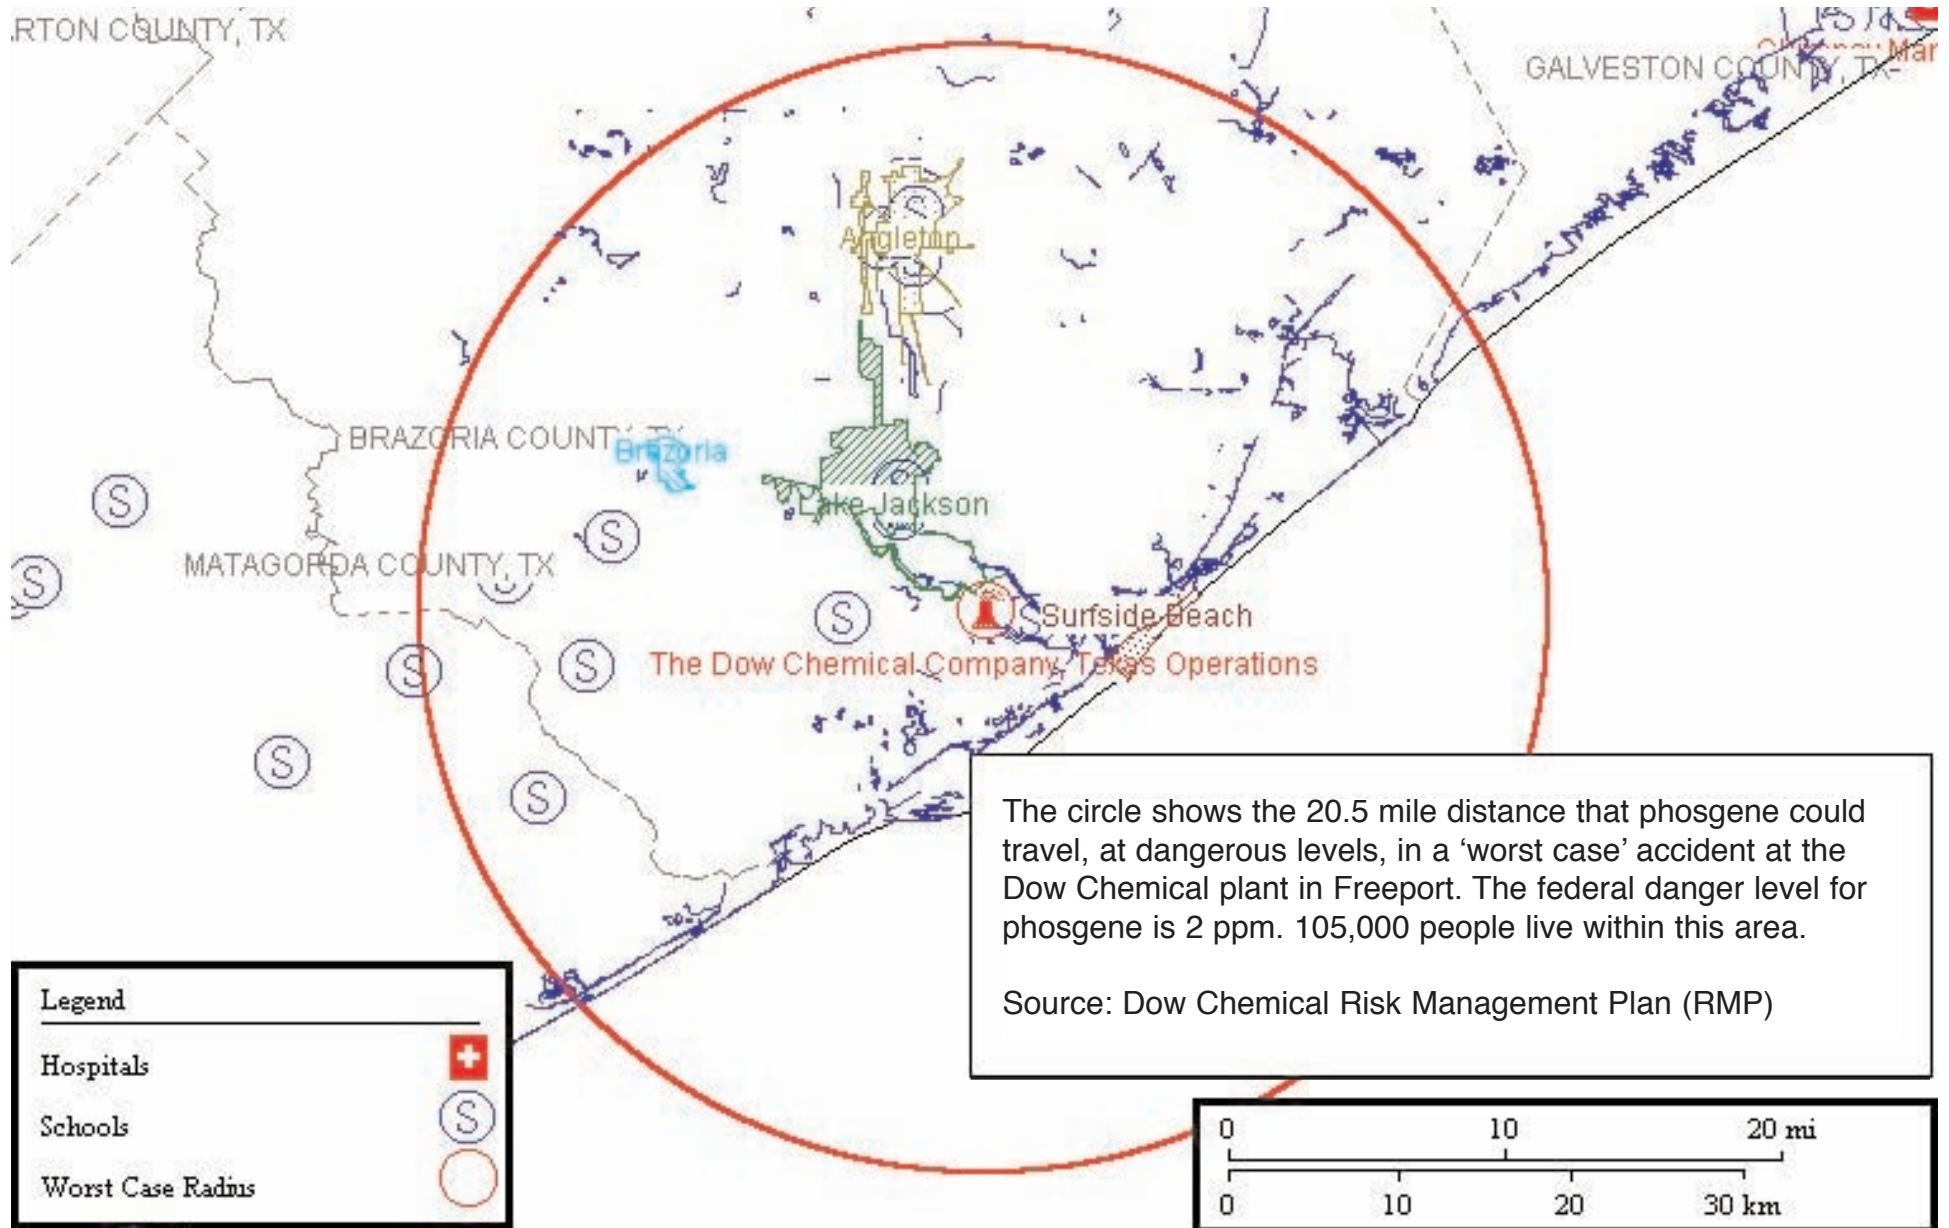 RTON COUNTY, TX
GALVESTON COUNTY, TX
Mar
Angleton
BRAZORIA COUNTY, TX
Brazoria
Lake Jackson
S
S
S
MATAGORDA COUNTY, TX
S
Surfside Beach
The Dow Chemical Company, Texas Operations
S
S
S
S
The circle shows the 20.5 mile distance that phosgene could
travel, at dangerous levels, in a ‘worst case’ accident at the
Dow Chemical plant in Freeport. The federal danger level for
phosgene is 2 ppm. 105,000 people live within this area.
Source: Dow Chemical Risk Management Plan (RMP)
Legend
Hospitals
Schools S
Worst Case Radius
0 10 20 mi
0 10 20 30 km